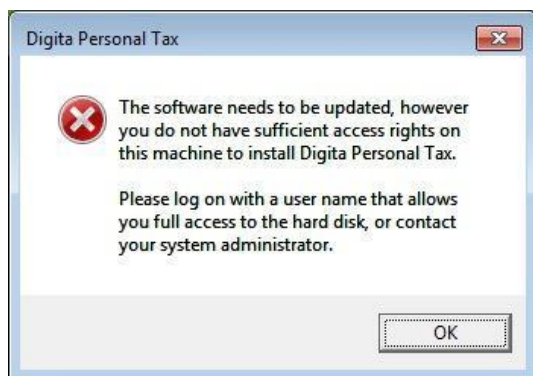 Digita Personal Tax
The software needs to be updated, however
you do not have sufficient access rights on
this machine to install Digita Personal Tax.
Please log on with a user name that allows
you full access to the hard disk, or contact
your system administrator.
OK